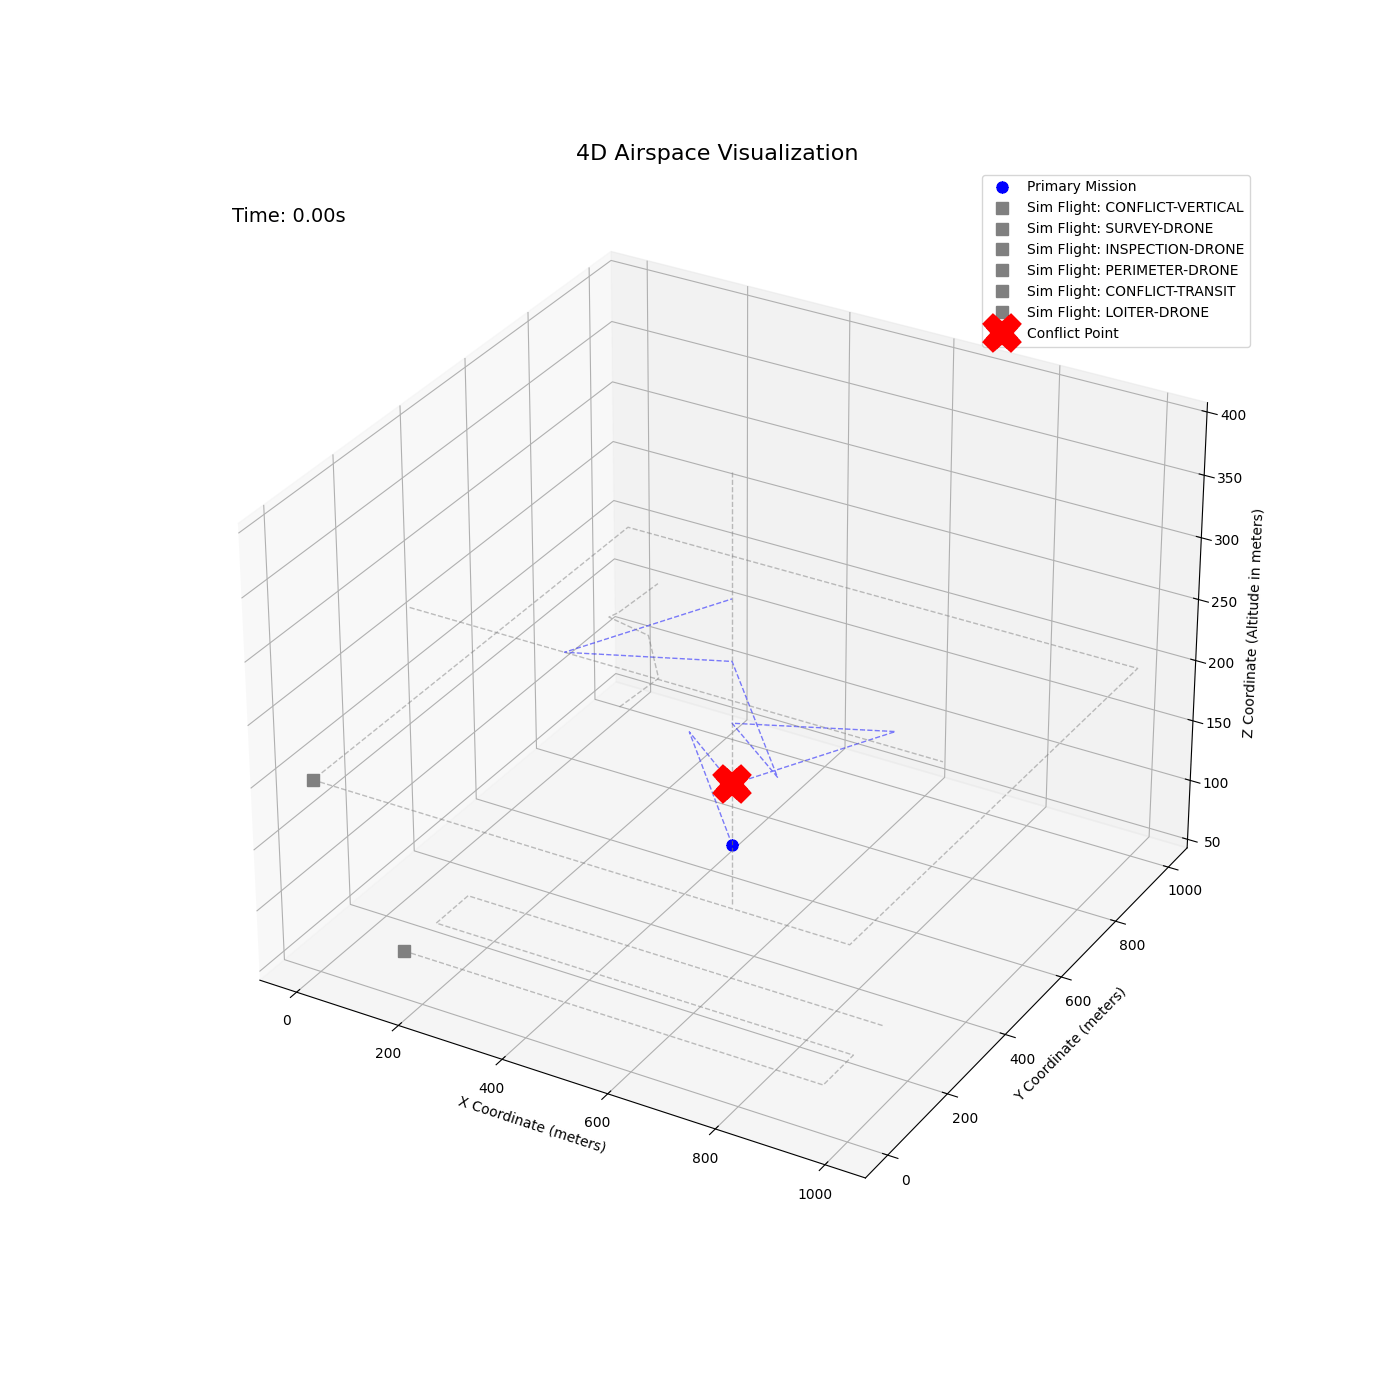 4D Airspace Visualization
Time: 0.00s
Primary Mission
Sim Flight: CONFLICT-VERTICAL
Sim Flight: SURVEY-DRONE
Sim Flight: INSPECTION-DRONE
Sim Flight: PERIMETER-DRONE
Sim Flight: CONFLICT-TRANSIT
Sim Flight: LOITER-DRONE
Conflict Point
400
350
300
250
200
150
100
50
Z Coordinate (Altitude in meters)
1000
800
600
400
200
0
Y Coordinate (meters)
0
200
400
600
800
1000
X Coordinate (meters)